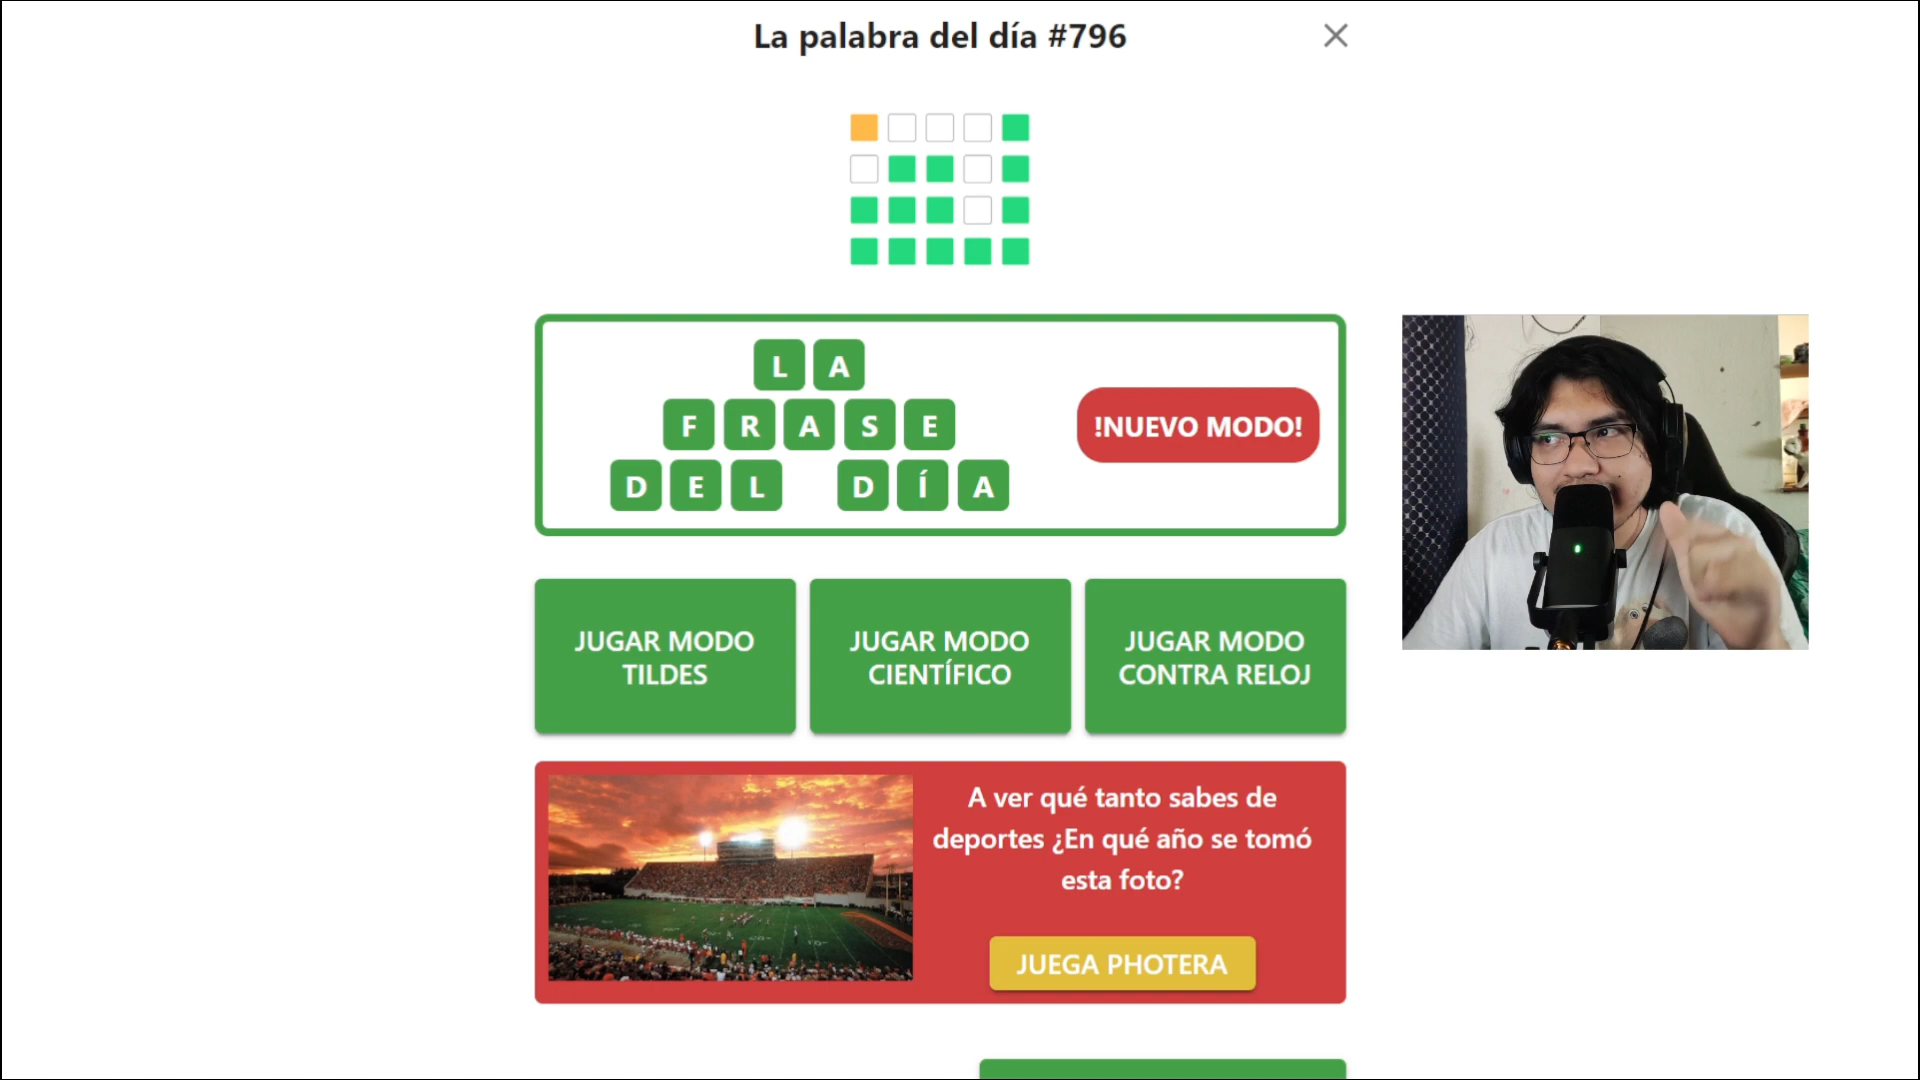 La palabra del día #796
LA
FRASE
DEL DÍA
!NUEVO MODO!
JUGAR MODO
TILDES
JUGAR MODO
CIENTÍFICO
JUGAR MODO
CONTRA RELOJ
A ver qué tanto sabes de
deportes ¿En qué año se tomó
esta foto?
JUEGA PHOTERA